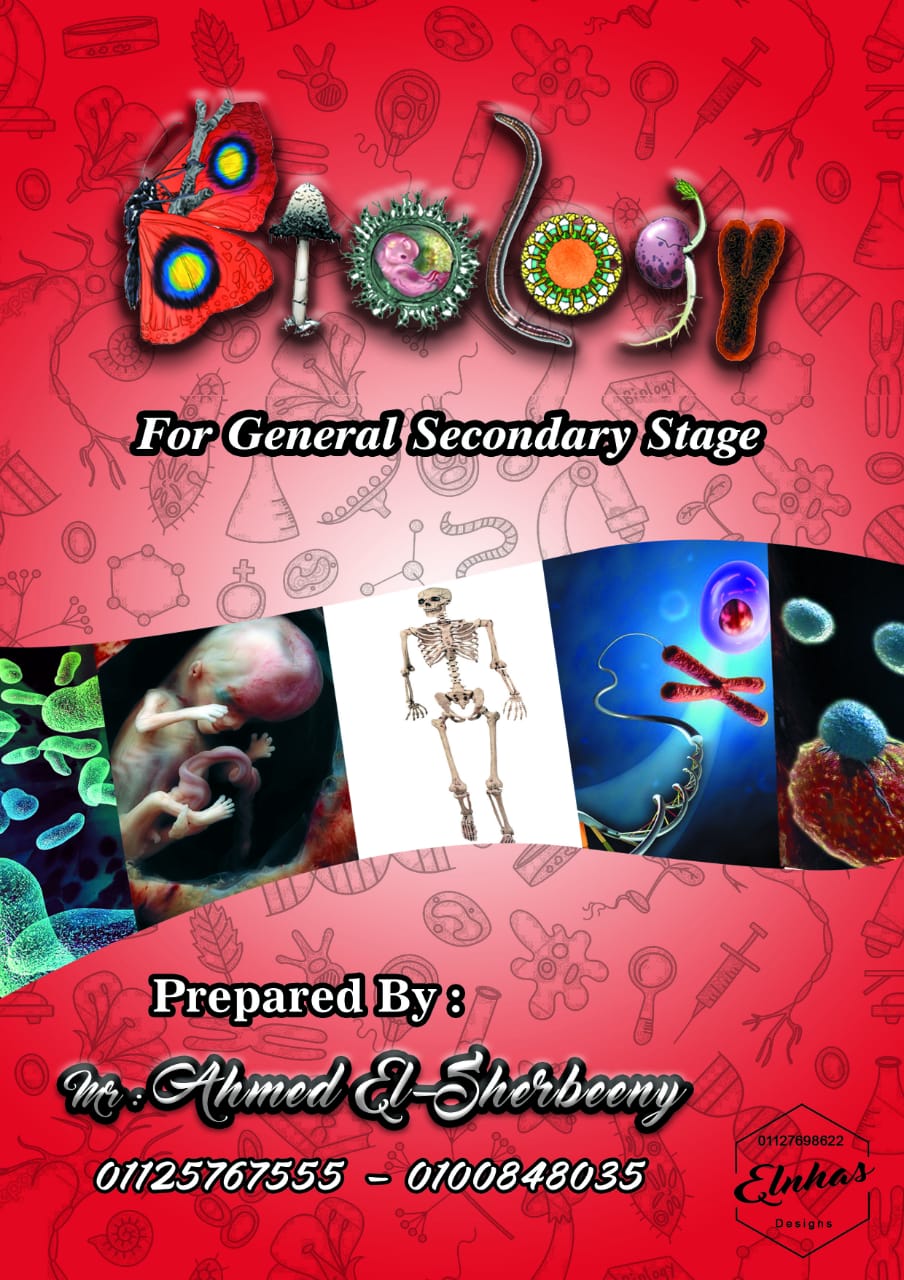 Biology
For General Secondary Stage
Prepared By :
Mr : Ahmed El-Sherbeeny
01125767555 - 0100848035
01127698622
Elnhas
Designs